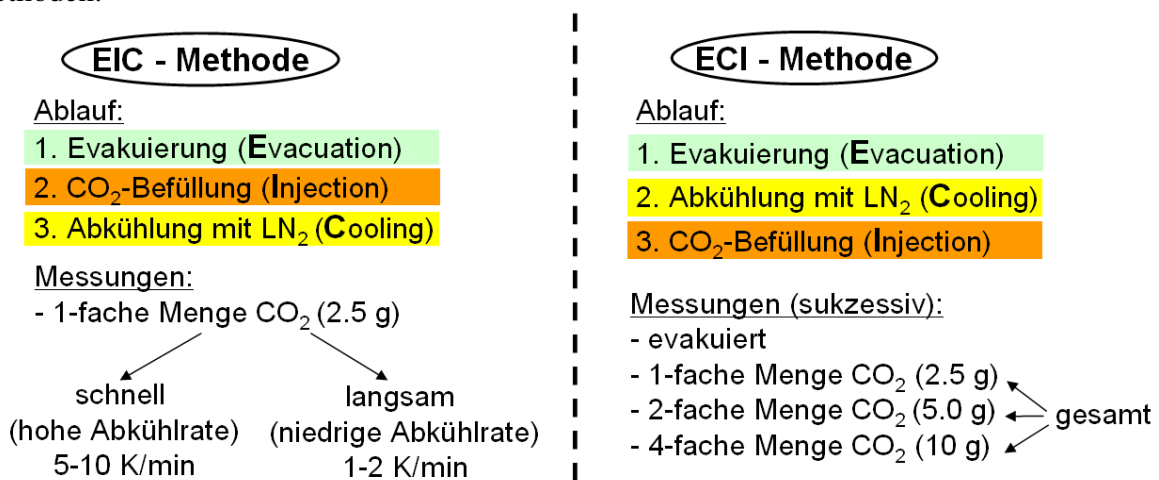 EIC - Methode
Ablauf:
1. Evakuierung (Evacuation)
2. CO₂-Befüllung (Injection)
3. Abkühlung mit LN₂ (Cooling)
Messungen:
- 1-fache Menge CO₂ (2.5 g)
schnell
(hohe Abkühlrate)
5-10 K/min
langsam
(niedrige Abkühlrate)
1-2 K/min
ECI - Methode
Ablauf:
1. Evakuierung (Evacuation)
2. Abkühlung mit LN₂ (Cooling)
3. CO₂-Befüllung (Injection)
Messungen (sukzessiv):
- evakuiert
- 1-fache Menge CO₂ (2.5 g)
- 2-fache Menge CO₂ (5.0 g)
- 4-fache Menge CO₂ (10 g)
gesamt